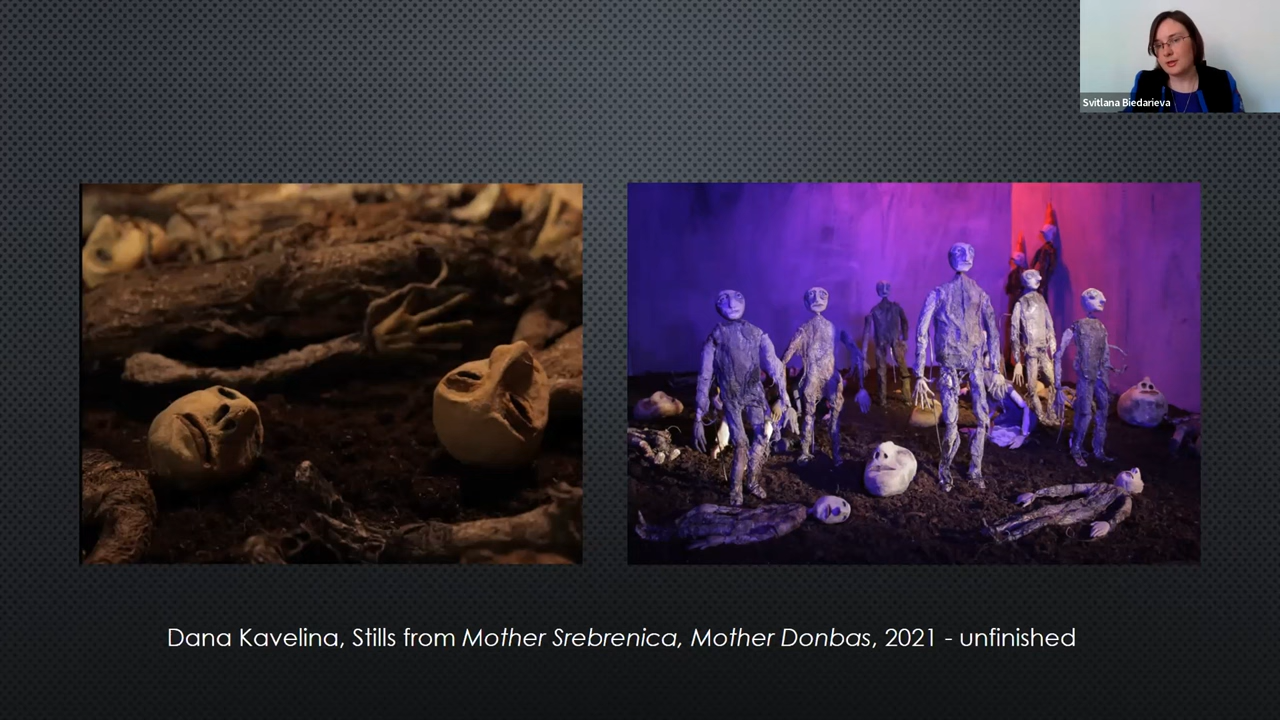 Svitlana Biedarieva
Dana Kavelina, Stills from Mother Srebrenica, Mother Donbas, 2021 - unfinished